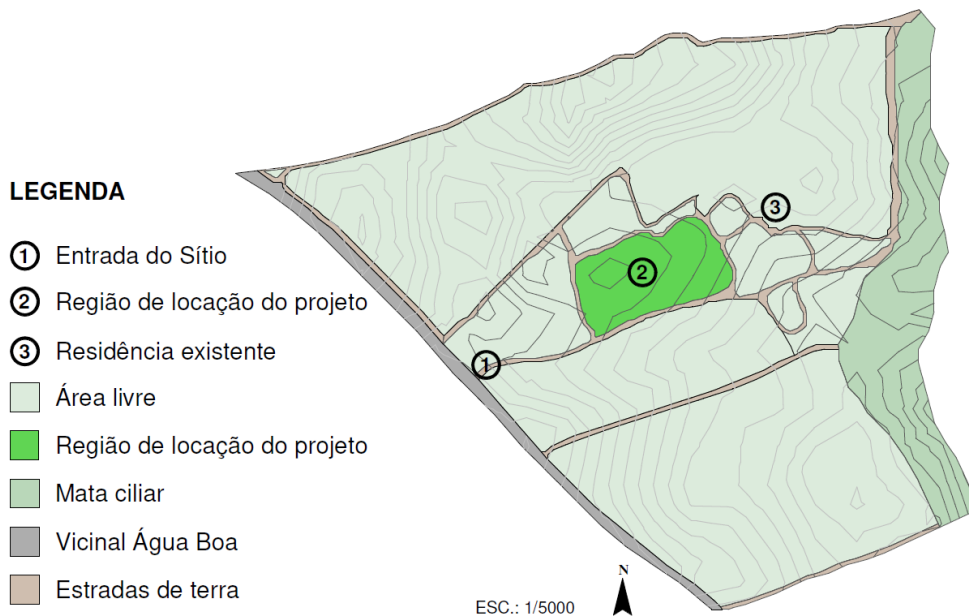 LEGENDA
1 Entrada do Sítio
2 Região de locação do projeto
3 Residência existente
Área livre
Região de locação do projeto
Mata ciliar
Vicinal Água Boa
Estradas de terra
3
2
1
N
ESC.: 1/5000